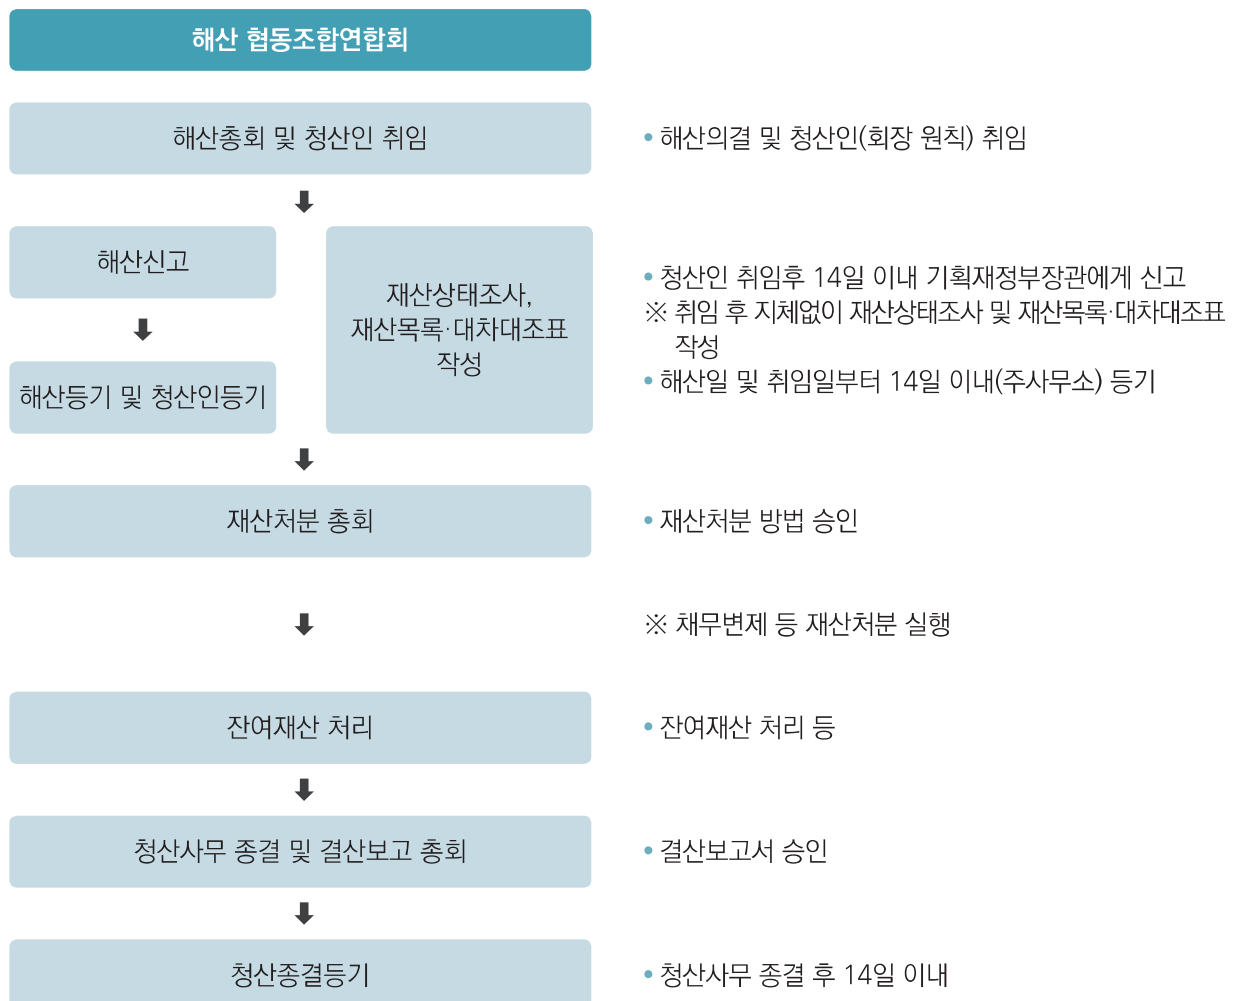 해산 협동조합연합회
해산총회 및 청산인 취임
• 해산의결 및 청산인(회장 원칙) 취임
해산신고
재산상태조사,
재산목록·대차대조표
작성
해산등기 및 청산인등기
• 청산인 취임후 14일 이내 기획재정부장관에게 신고
※ 취임 후 지체없이 재산상태조사 및 재산목록·대차대조표
작성
• 해산일 및 취임일부터 14일 이내(주사무소) 등기
재산처분 총회
• 재산처분 방법 승인
※ 채무변제 등 재산처분 실행
잔여재산 처리
• 잔여재산 처리 등
청산사무 종결 및 결산보고 총회
• 결산보고서 승인
청산종결등기
• 청산사무 종결 후 14일 이내